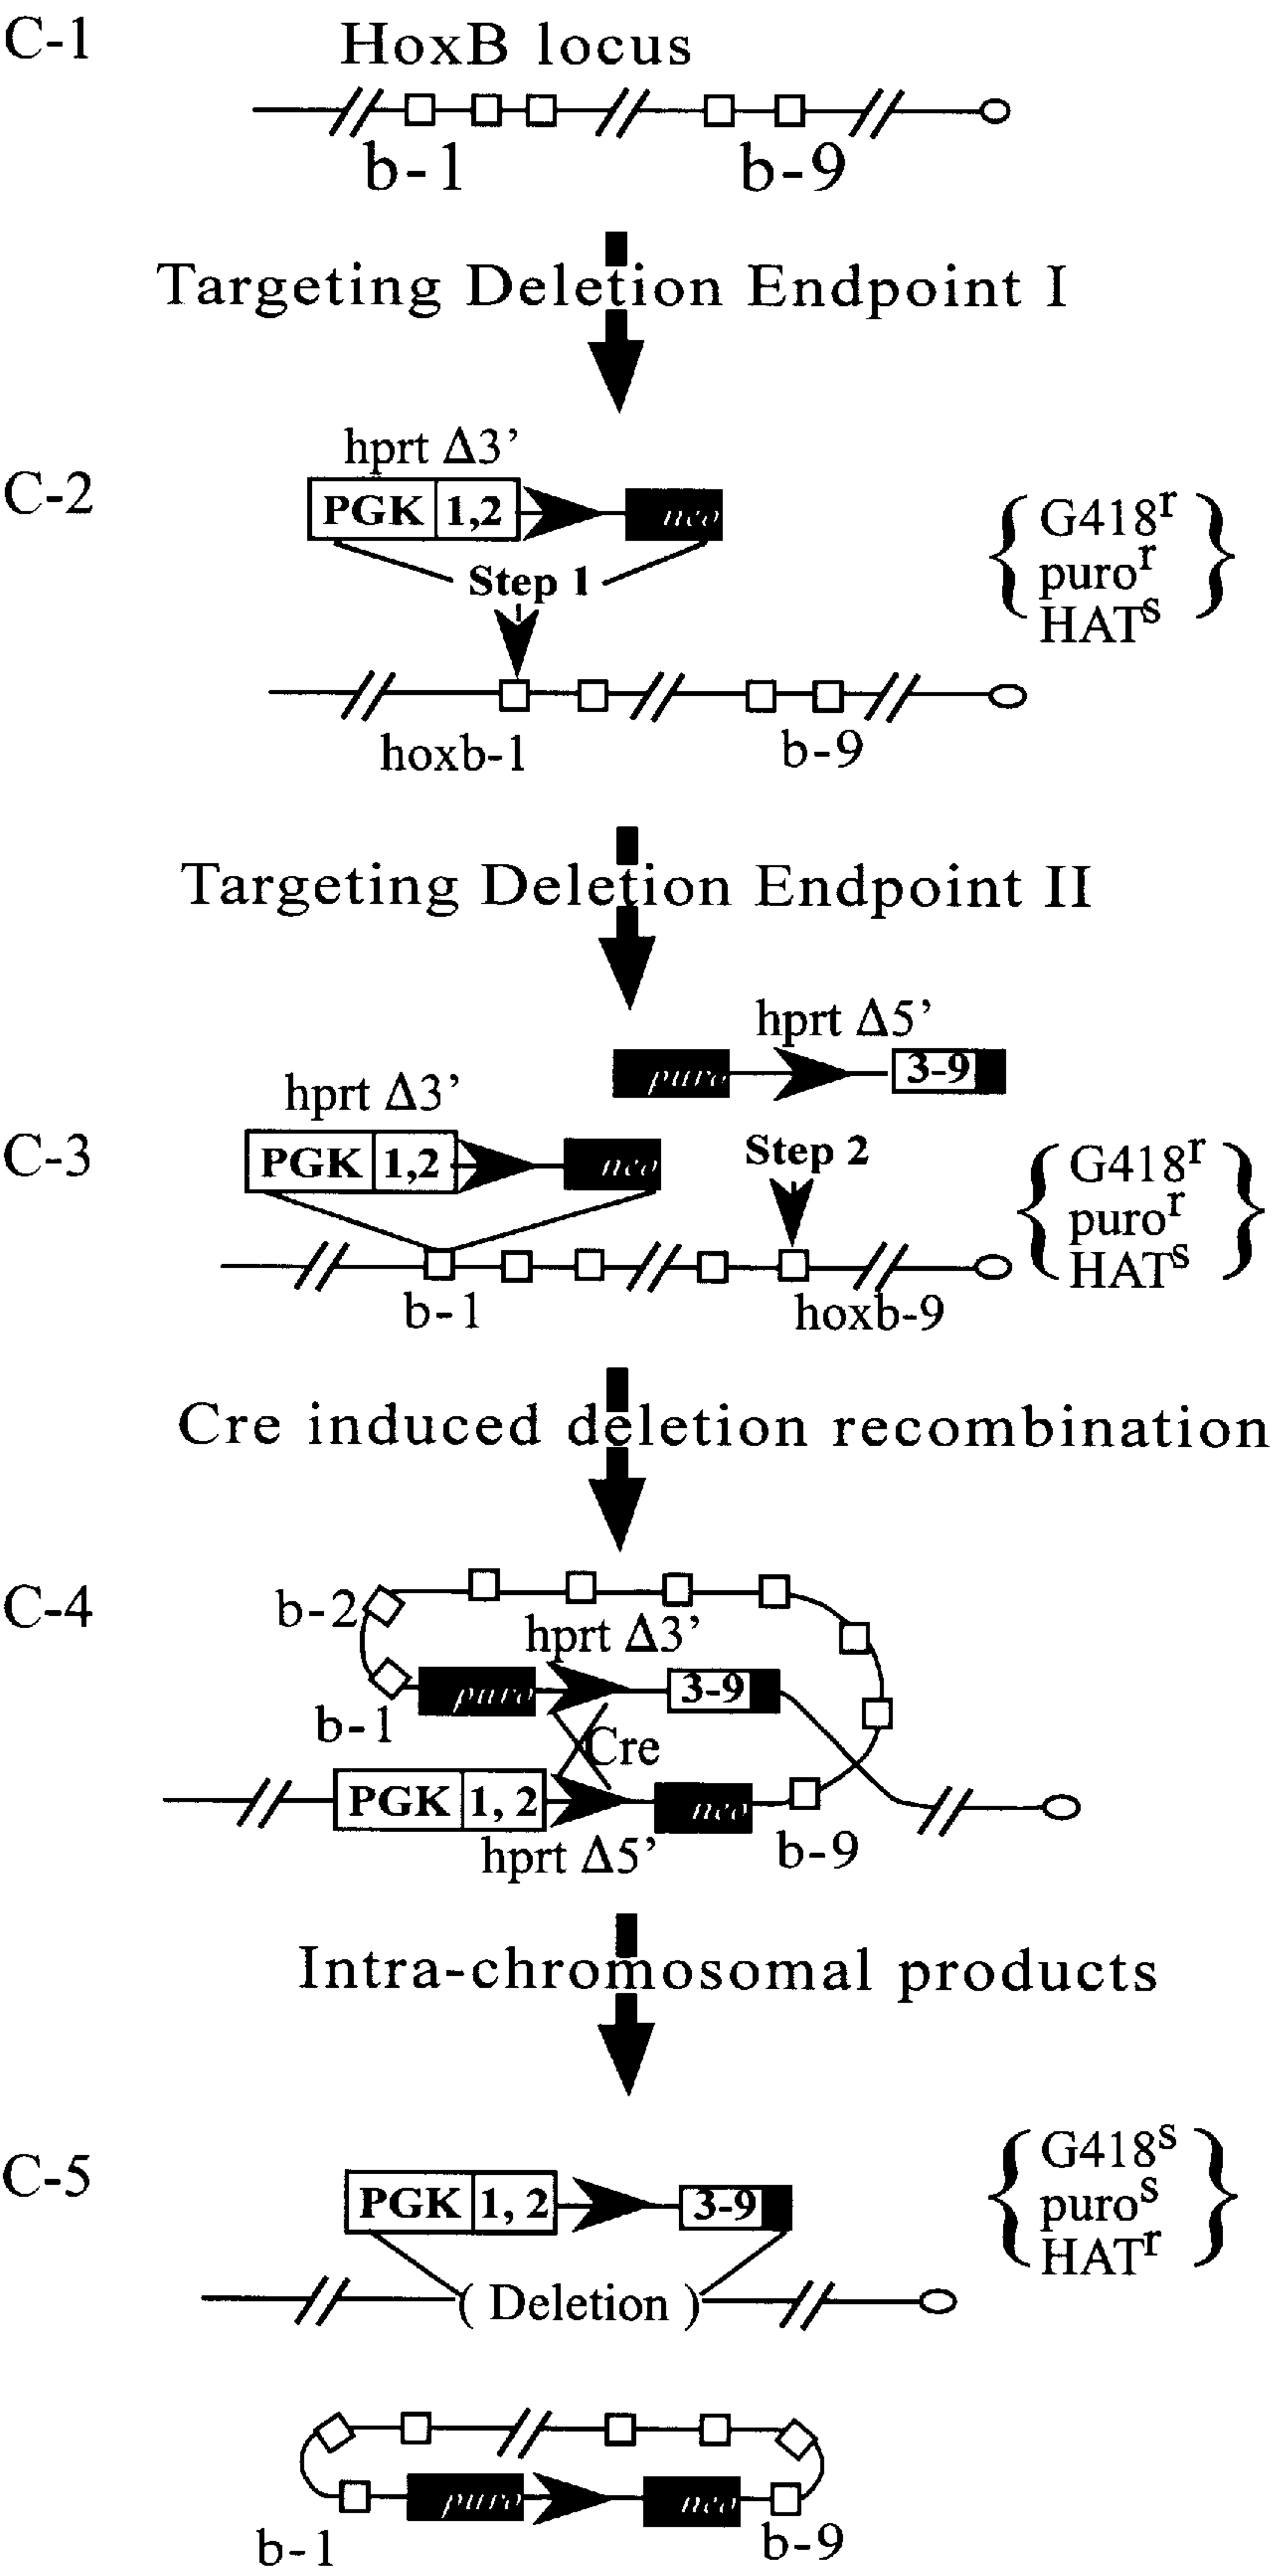 C-1
HoxB locus
b-1
b-9
Targeting Deletion Endpoint I
C-2
hprt Δ3’
PGK 1,2 neo
Step 1
G418r
puror
HATs
hoxb-1
b-9
Targeting Deletion Endpoint II
hprt Δ5’
puro 3-9
C-3
hprt Δ3’
PGK 1,2 neo
Step 2
G418r
puror
HATs
b-1
hoxb-9
Cre induced deletion recombination
C-4
b-2
hprt Δ3’
puro 3-9
b-1
Cre
PGK 1, 2 neo
hprt Δ5’
b-9
Intra-chromosomal products
C-5
PGK 1, 2 3-9
G418s
puros
HATr
( Deletion )
puro neo
b-1
b-9